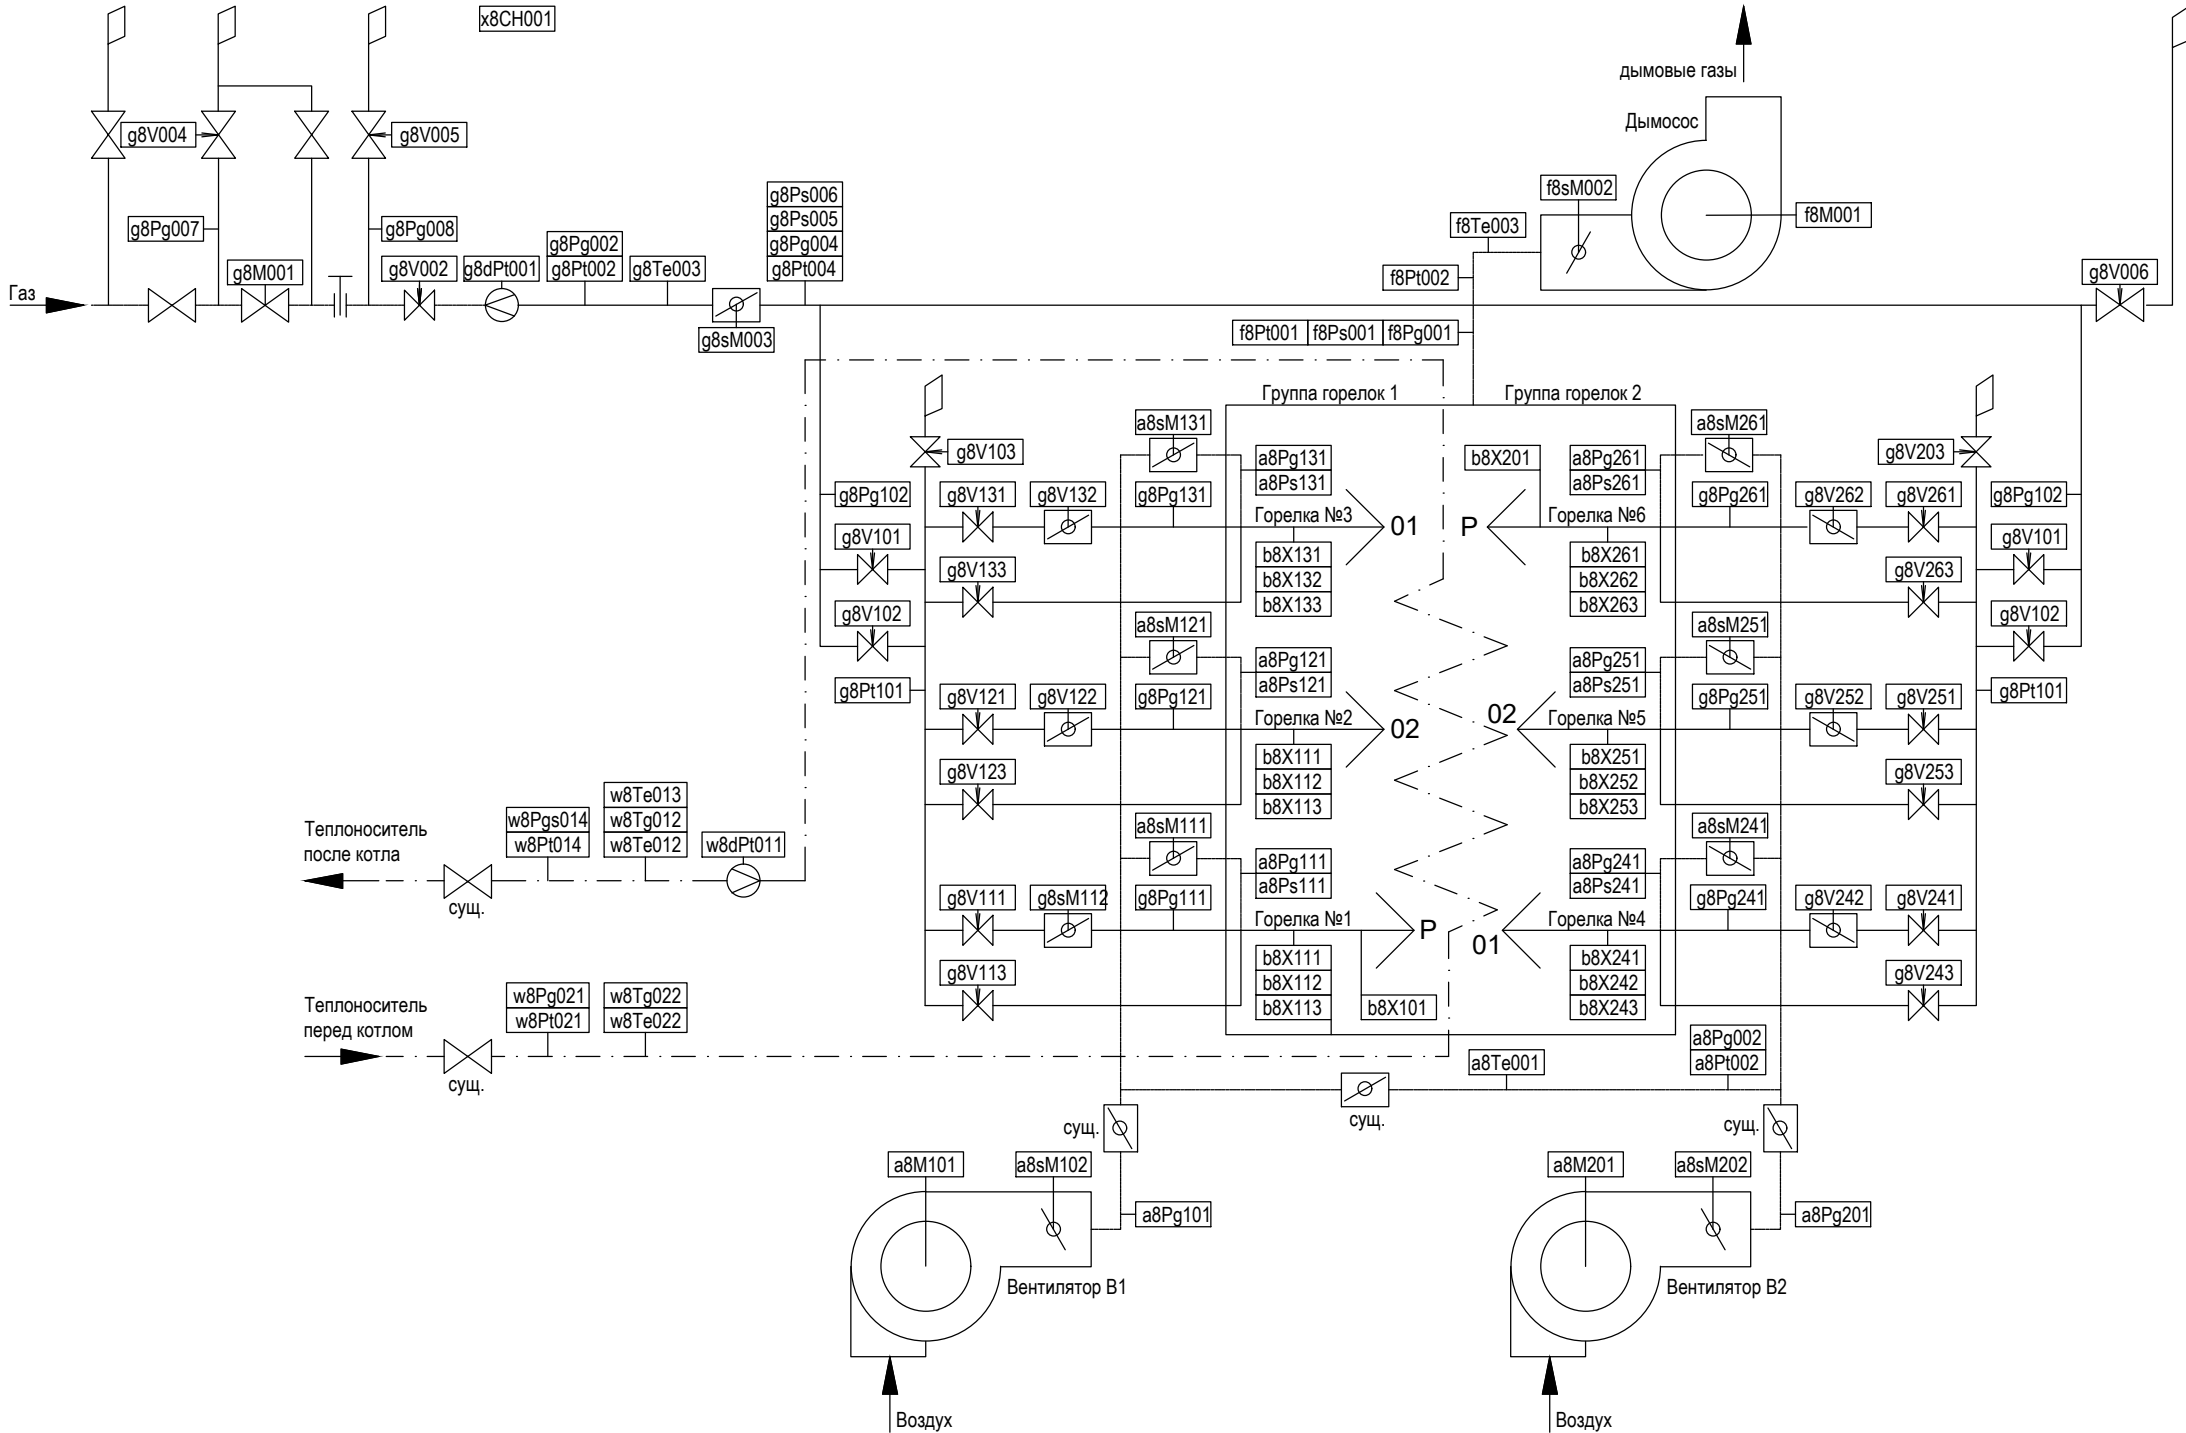 x8CH001
дымовые газы
Дымосос
g8V004
g8V005
g8Ps006
g8Ps005
g8Pg004
g8Pt004
f8sM002
f8M001
f8Te003
g8Pg007
g8Pg008
g8M001
g8V002
g8dPt001
g8Pg002
g8Pt002
g8Te003
f8Pt002
g8V006
Газ
g8sM003
f8Pt001
f8Ps001
f8Pg001
Группа горелок 1
Группа горелок 2
a8sM131
a8sM261
g8V103
g8V203
a8Pg131
a8Ps131
b8X201
a8Pg261
a8Ps261
g8Pg102
g8V131
g8V132
g8Pg131
g8Pg261
g8V262
g8V261
g8Pg102
Горелка №3
01
P
Горелка №6
g8V101
g8V101
b8X131
b8X132
b8X133
b8X261
b8X262
b8X263
g8V133
g8V263
g8V102
g8V102
a8sM121
a8sM251
a8Pg121
a8Ps121
a8Pg251
a8Ps251
g8Pt101
g8Pt101
g8V121
g8V122
g8Pg121
g8Pg251
g8V252
g8V251
Горелка №2
02
02
Горелка №5
b8X111
b8X112
b8X113
b8X251
b8X252
b8X253
g8V123
g8V253
Теплоноситель
после котла
w8Pgs014
w8Pt014
w8Te013
w8Tg012
w8Te012
w8dPt011
сущ.
a8sM111
a8sM241
a8Pg111
a8Ps111
a8Pg241
a8Ps241
g8V111
g8sM112
g8Pg111
g8Pg241
g8V242
g8V241
Горелка №1
P
01
Горелка №4
b8X111
b8X112
b8X113
b8X101
b8X241
b8X242
b8X243
g8V113
g8V243
Теплоноситель
перед котлом
w8Pg021
w8Pt021
w8Tg022
w8Te022
сущ.
a8Te001
a8Pg002
a8Pt002
сущ.
сущ.
сущ.
a8M101
a8sM102
a8M201
a8sM202
a8Pg101
a8Pg201
Вентилятор В1
Вентилятор В2
Воздух
Воздух